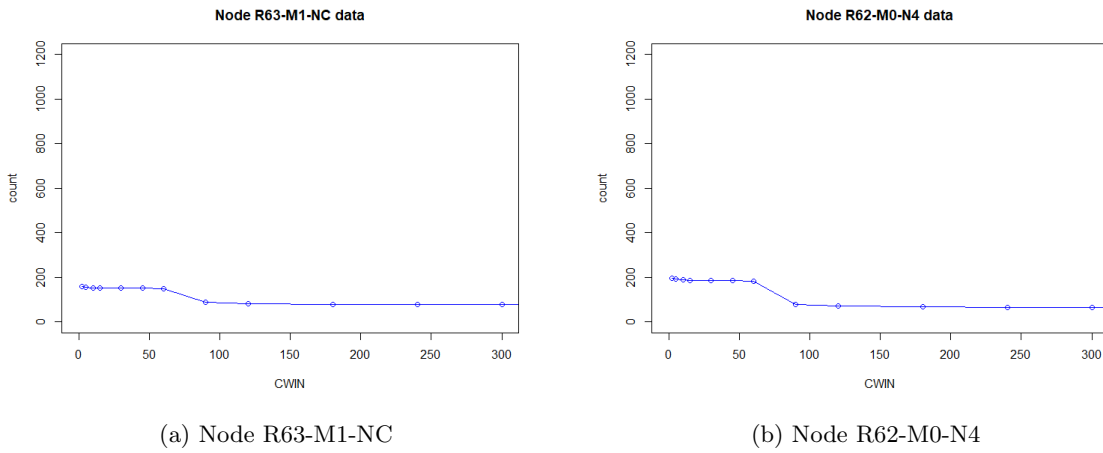 Node R63-M1-NC data
count
0 200 400 600 800 1000 1200
0 50 100 150 200 250 300
CWIN
(a) Node R63-M1-NC
Node R62-M0-N4 data
count
0 200 400 600 800 1000 1200
0 50 100 150 200 250 300
CWIN
(b) Node R62-M0-N4